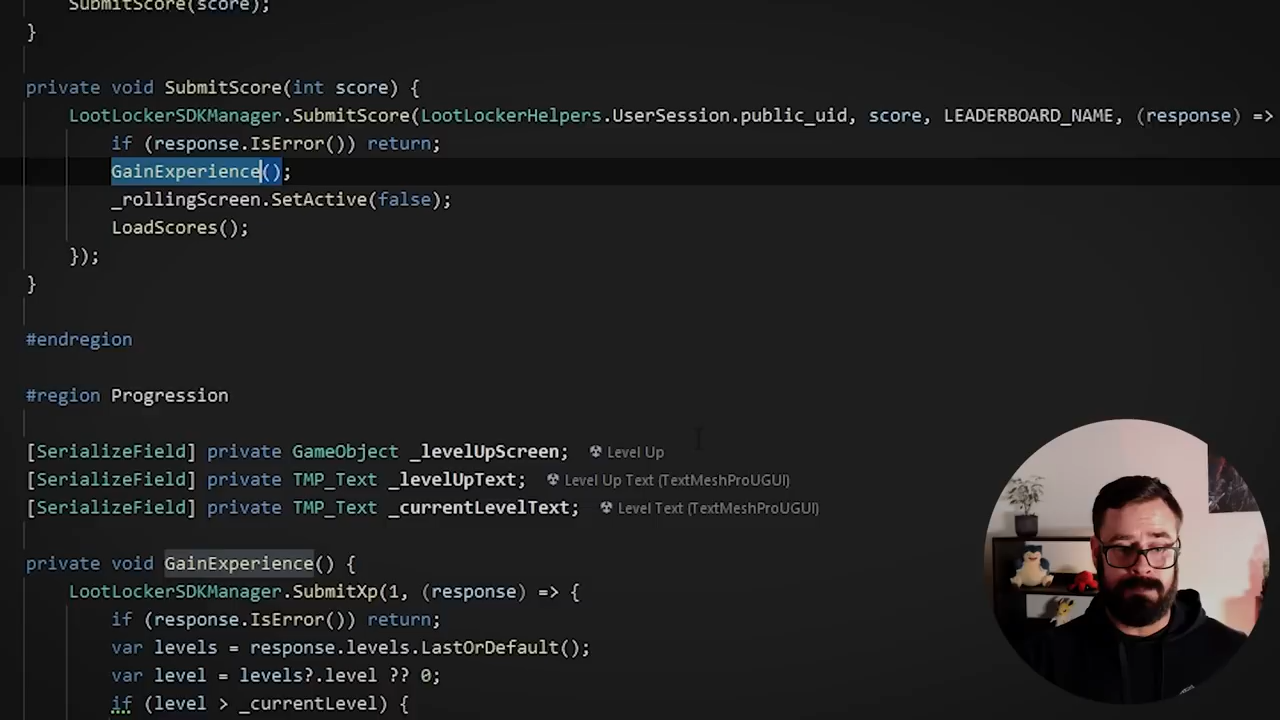 SubmitScore(score);
}
private void SubmitScore(int score) {
LootLockerSDKManager.SubmitScore(LootLockerHelpers.UserSession.public_uid, score, LEADERBOARD_NAME, (response) =>
if (response.IsError()) return;
GainExperience();
_rollingScreen.SetActive(false);
LoadScores();
});
}
#endregion
#region Progression
[SerializeField] private GameObject _levelUpScreen; Level Up
[SerializeField] private TMP_Text _levelUpText; Level Up Text (TextMeshProUGUI)
[SerializeField] private TMP_Text _currentLevelText; Level Text (TextMeshProUGUI)
private void GainExperience() {
LootLockerSDKManager.SubmitXp(1, (response) => {
if (response.IsError()) return;
var levels = response.levels.LastOrDefault();
var level = levels?.level ?? 0;
if (level > _currentLevel) {